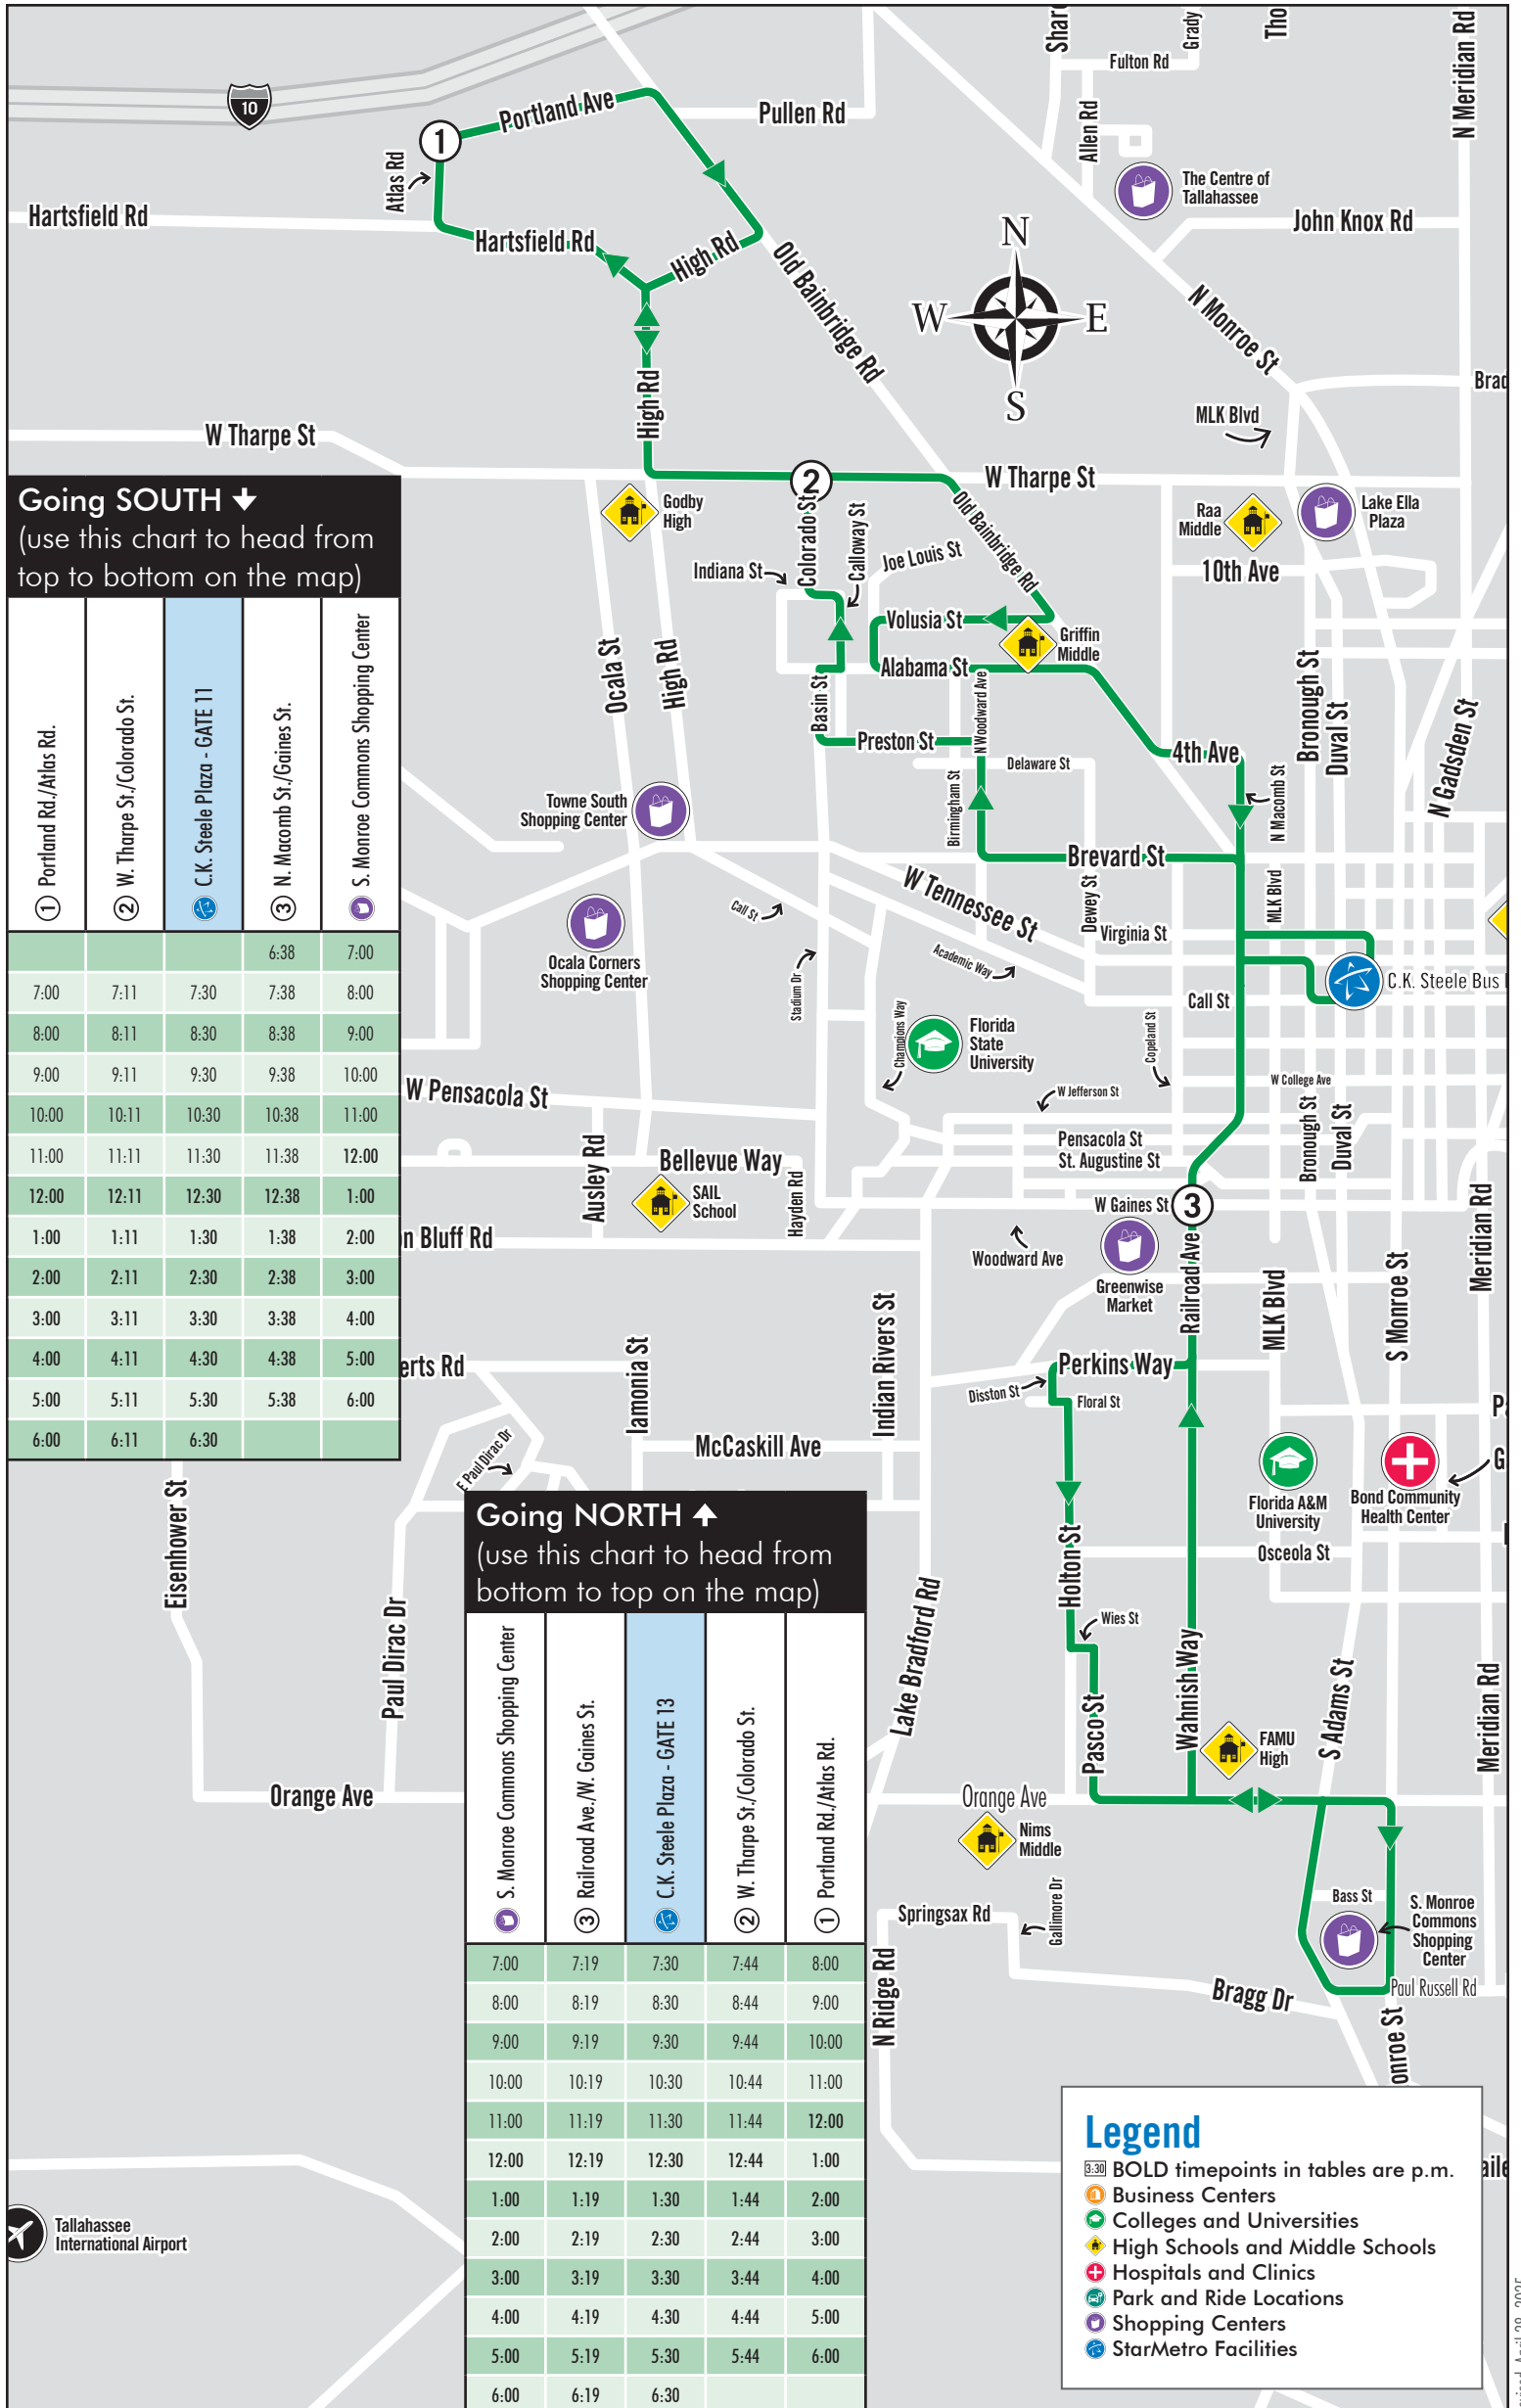 10
Portland Ave
Pullen Rd
Fulton Rd
Grady
Allen Rd
N Meridian Rd
1
Atlas Rd
The Centre of
Tallahassee
Hartsfield Rd
Hartsfield Rd
High Rd
John Knox Rd
Old Bainbridge Rd
N
W
E
S
N Monroe St
High Rd
MLK Blvd
W Tharpe St
2
W Tharpe St
Godby
High
Colorado St
Calloway St
Old Bainbridge Rd
Raa
Middle
Lake Ella
Plaza
Indiana St
Joe Louis St
10th Ave
Volusia St
Griffin
Middle
Ocala St
High Rd
Alabama St
Basin St
N Woodward Ave
Bronough St
Duval St
N Gadsden St
Preston St
4th Ave
Delaware St
N Macomb St
Birmingham St
Towne South
Shopping Center
Brevard St
W Tennessee St
Dewey St
MLK Blvd
Call St
Virginia St
Academic Way
Ocala Corners
Shopping Center
Stadium Dr
C.K. Steele Bus
Call St
Champions Way
Florida
State
University
Copeland St
W Pensacola St
W Jefferson St
W College Ave
Bronough St
Duval St
Pensacola St
St. Augustine St
Ausley Rd
Bellevue Way
SAIL
School
Hayden Rd
W Gaines St
3
n Bluff Rd
Woodward Ave
Greenwise
Market
Railroad Ave
MLK Blvd
S Monroe St
Meridian Rd
erts Rd
Iamonia St
Indian Rivers St
Perkins Way
Disston St
Floral St
McCaskill Ave
E Paul Dirac Dr
Florida A&M
University
Bond Community
Health Center
Osceola St
Eisenhower St
Paul Dirac Dr
Lake Bradford Rd
Holton St
Wies St
Pasco St
Wahnish Way
FAMU
High
S Adams St
Meridian Rd
Orange Ave
Orange Ave
Nims
Middle
Gallimore Dr
Springsax Rd
Bass St
S. Monroe
Commons
Shopping
Center
Paul Russell Rd
N Ridge Rd
Bragg Dr
onroe St
Tallahassee
International Airport
Going SOUTH
(use this chart to head from
top to bottom on the map)
1 Portland Rd./Atlas Rd.
2 W. Tharpe St./Colorado St.
C.K. Steele Plaza - GATE 11
3 N. Macomb St./Gaines St.
S. Monroe Commons Shopping Center
6:38 7:00
7:00 7:11 7:30 7:38 8:00
8:00 8:11 8:30 8:38 9:00
9:00 9:11 9:30 9:38 10:00
10:00 10:11 10:30 10:38 11:00
11:00 11:11 11:30 11:38 12:00
12:00 12:11 12:30 12:38 1:00
1:00 1:11 1:30 1:38 2:00
2:00 2:11 2:30 2:38 3:00
3:00 3:11 3:30 3:38 4:00
4:00 4:11 4:30 4:38 5:00
5:00 5:11 5:30 5:38 6:00
6:00 6:11 6:30
Going NORTH
(use this chart to head from
bottom to top on the map)
S. Monroe Commons Shopping Center
3 Railroad Ave./W. Gaines St.
C.K. Steele Plaza - GATE 13
2 W. Tharpe St./Colorado St.
1 Portland Rd./Atlas Rd.
7:00 7:19 7:30 7:44 8:00
8:00 8:19 8:30 8:44 9:00
9:00 9:19 9:30 9:44 10:00
10:00 10:19 10:30 10:44 11:00
11:00 11:19 11:30 11:44 12:00
12:00 12:19 12:30 12:44 1:00
1:00 1:19 1:30 1:44 2:00
2:00 2:19 2:30 2:44 3:00
3:00 3:19 3:30 3:44 4:00
4:00 4:19 4:30 4:44 5:00
5:00 5:19 5:30 5:44 6:00
6:00 6:19 6:30
Legend
3:30 BOLD timepoints in tables are p.m.
Business Centers
Colleges and Universities
High Schools and Middle Schools
Hospitals and Clinics
Park and Ride Locations
Shopping Centers
StarMetro Facilities